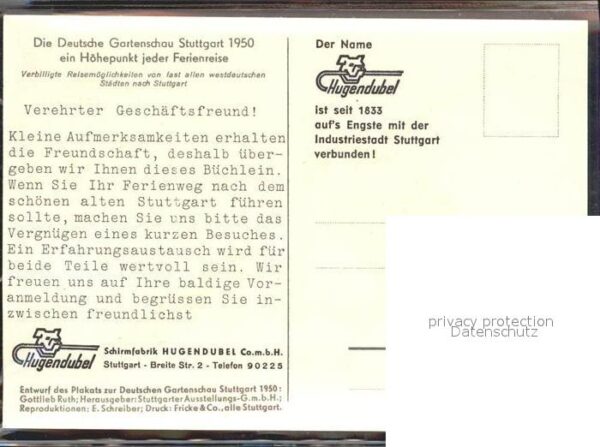 Die Deutsche Gartenschau Stuttgart 1950
ein Höhepunkt jeder Ferienreise
Verbilligte Reisemöglichkeiten von fast allen westdeutschen
Städten nach Stuttgart
Verehrter Geschäftsfreund!
Kleine Aufmerksamkeiten erhalten
die Freundschaft, deshalb über-
geben wir Ihnen dieses Büchlein.
Wenn Sie Ihr Ferienweg nach dem
schönen alten Stuttgart führen
sollte, machen Sie uns bitte das
Vergnügen eines kurzen Besuches.
Ein Erfahrungsaustausch wird für
beide Teile wertvoll sein. Wir
freuen uns auf Ihre baldige Vor-
anmeldung und begrüssen Sie in-
zwischen freundlichst
Hugendubel
Schirmfabrik HUGENDUBEL Co.m.b.H.
Stuttgart - Breite Str. 2 - Telefon 90225
Entwurf des Plakats zur Deutschen Gartenschau Stuttgart 1950:
Gottlieb Ruth; Herausgeber: Stuttgarter Ausstellungs-G.m.b.H.;
Reproduktionen: E. Schreiber; Druck: Fricke & Co., alle Stuttgart.
Der Name
Hugendubel
ist seit 1833
auf's Engste mit der
Industriestadt Stuttgart
verbunden!
privacy protection
Datenschutz